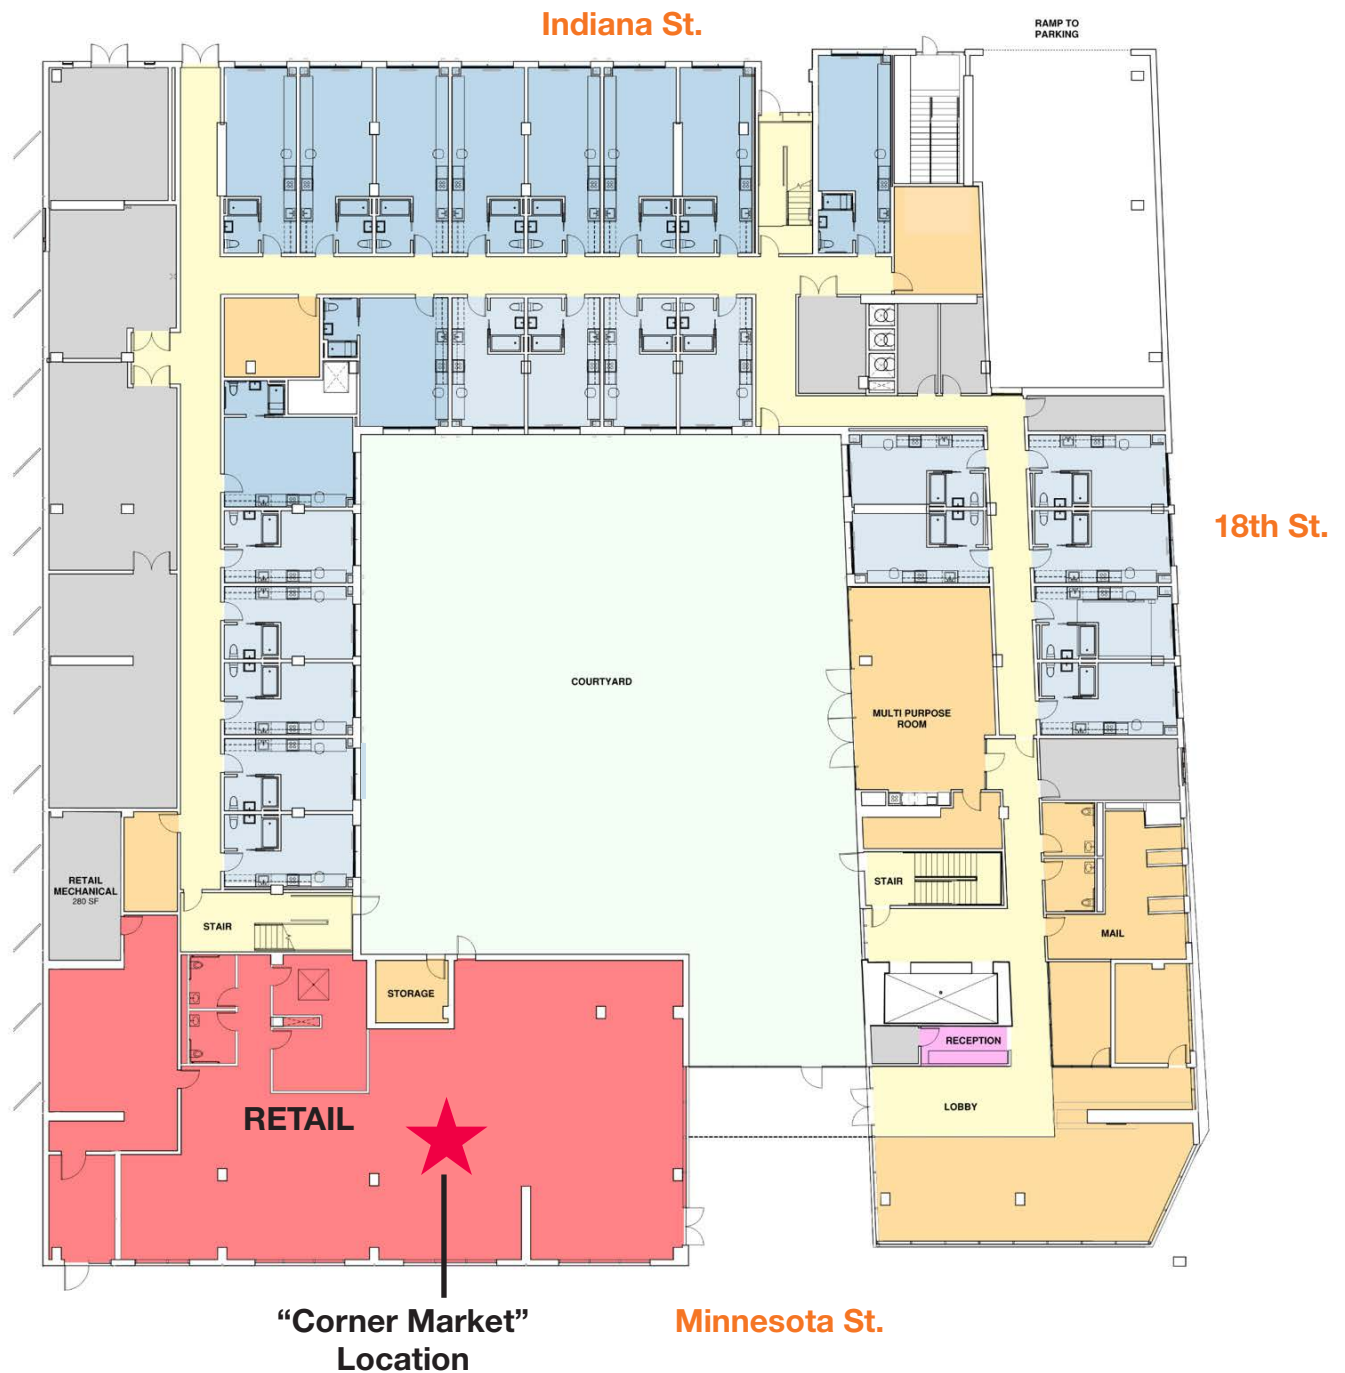 Indiana St.
RAMP TO
PARKING
18th St.
COURTYARD
MULTI PURPOSE
ROOM
RETAIL
MECHANICAL
280 SF
STAIR
STAIR
MAIL
STORAGE
RECEPTION
LOBBY
RETAIL
“Corner Market”
Location
Minnesota St.